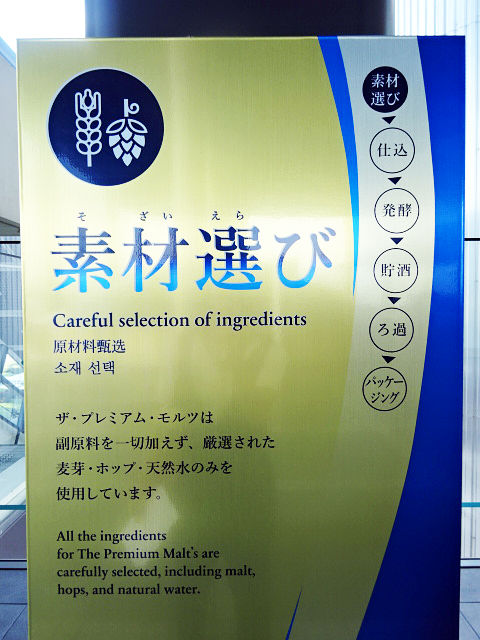 そ ざい えら
素材選び
Careful selection of ingredients
原材料甄选
소재 선택
ザ・プレミアム・モルツは
副原料を一切加えず、厳選された
麦芽・ホップ・天然水のみを
使用しています。
All the ingredients
for The Premium Malt's are
carefully selected, including malt,
hops, and natural water.
素材
選び
仕込
発酵
貯酒
ろ過
パッケー
ジング